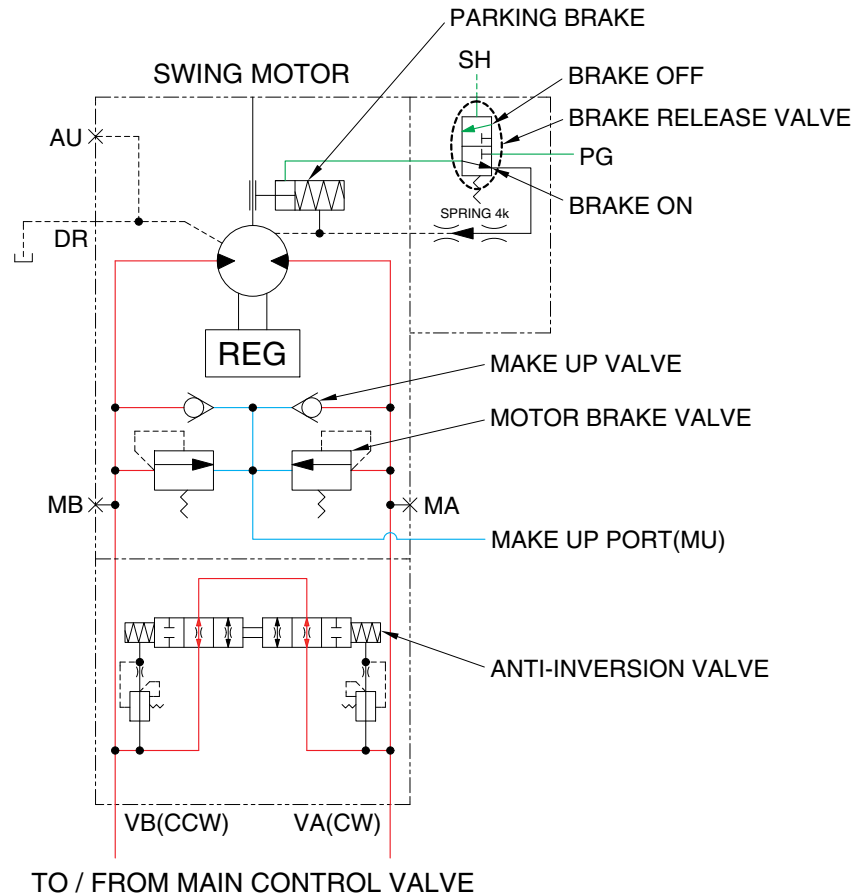 PARKING BRAKE
SWING MOTOR
SH
BRAKE OFF
BRAKE RELEASE VALVE
AU
PG
BRAKE ON
SPRING 4k
DR
REG
MAKE UP VALVE
MOTOR BRAKE VALVE
MB
MA
MAKE UP PORT(MU)
ANTI-INVERSION VALVE
VB(CCW)
VA(CW)
TO / FROM MAIN CONTROL VALVE